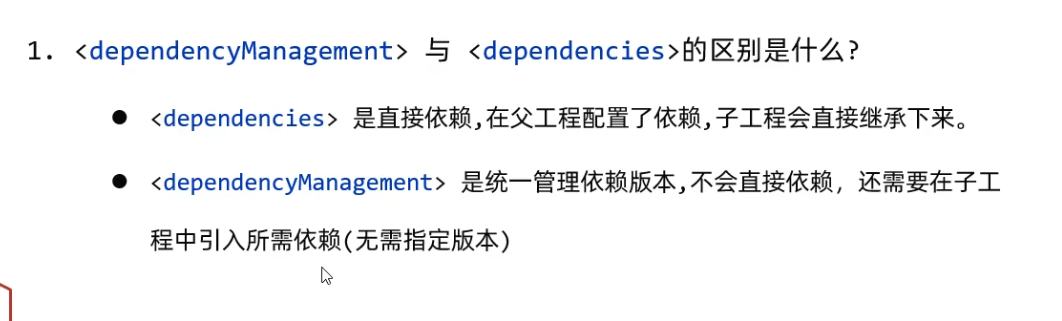 1. <dependencyManagement> 与 <dependencies>的区别是什么?
● <dependencies> 是直接依赖,在父工程配置了依赖,子工程会直接继承下来。
● <dependencyManagement> 是统一管理依赖版本,不会直接依赖，还需要在子工
程中引入所需依赖(无需指定版本)